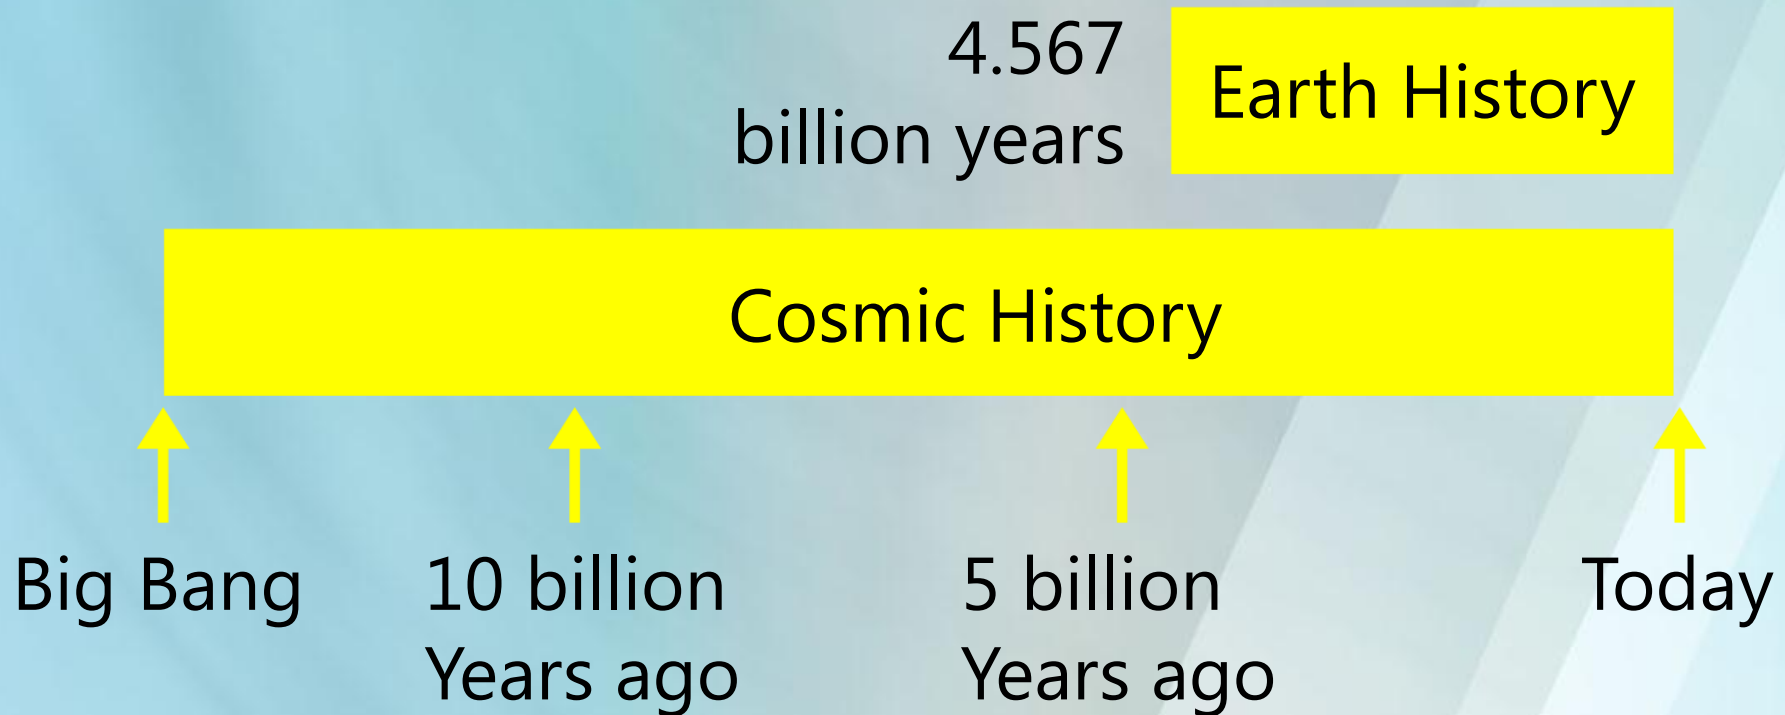 4.567
billion years
Earth History
Cosmic History
Big Bang
10 billion
Years ago
5 billion
Years ago
Today